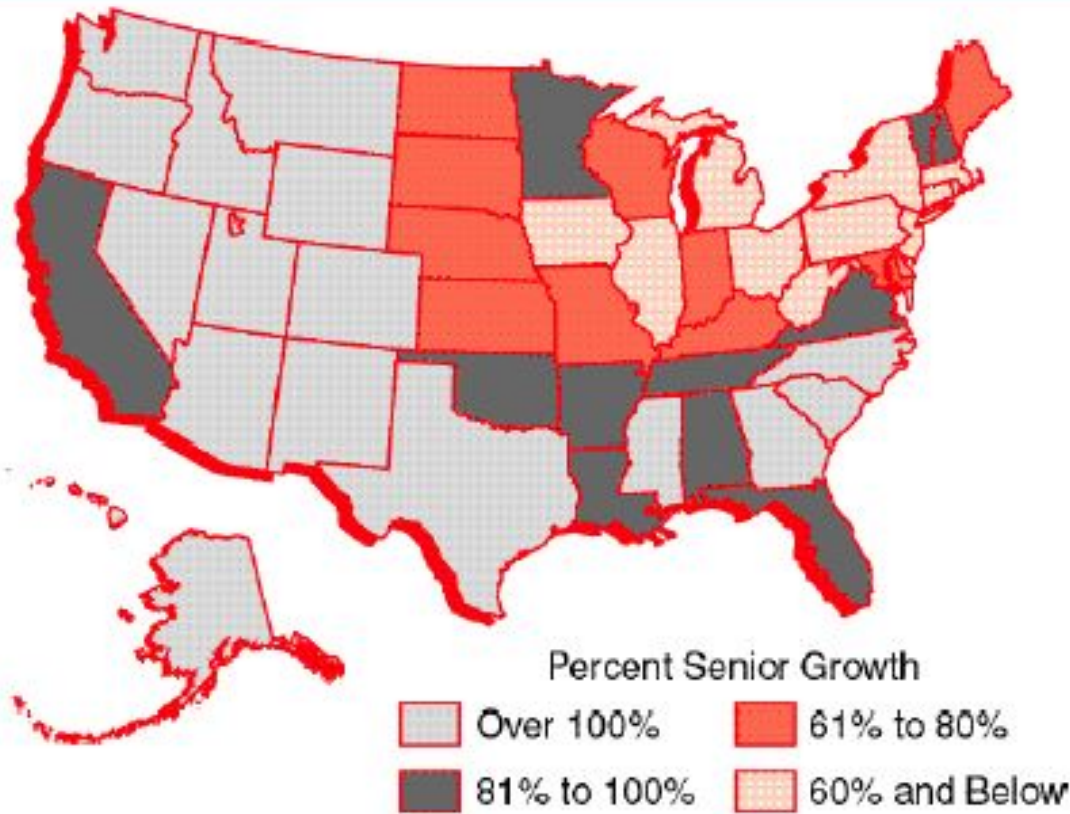 Percent Senior Growth
Over 100%
61% to 80%
81% to 100%
60% and Below